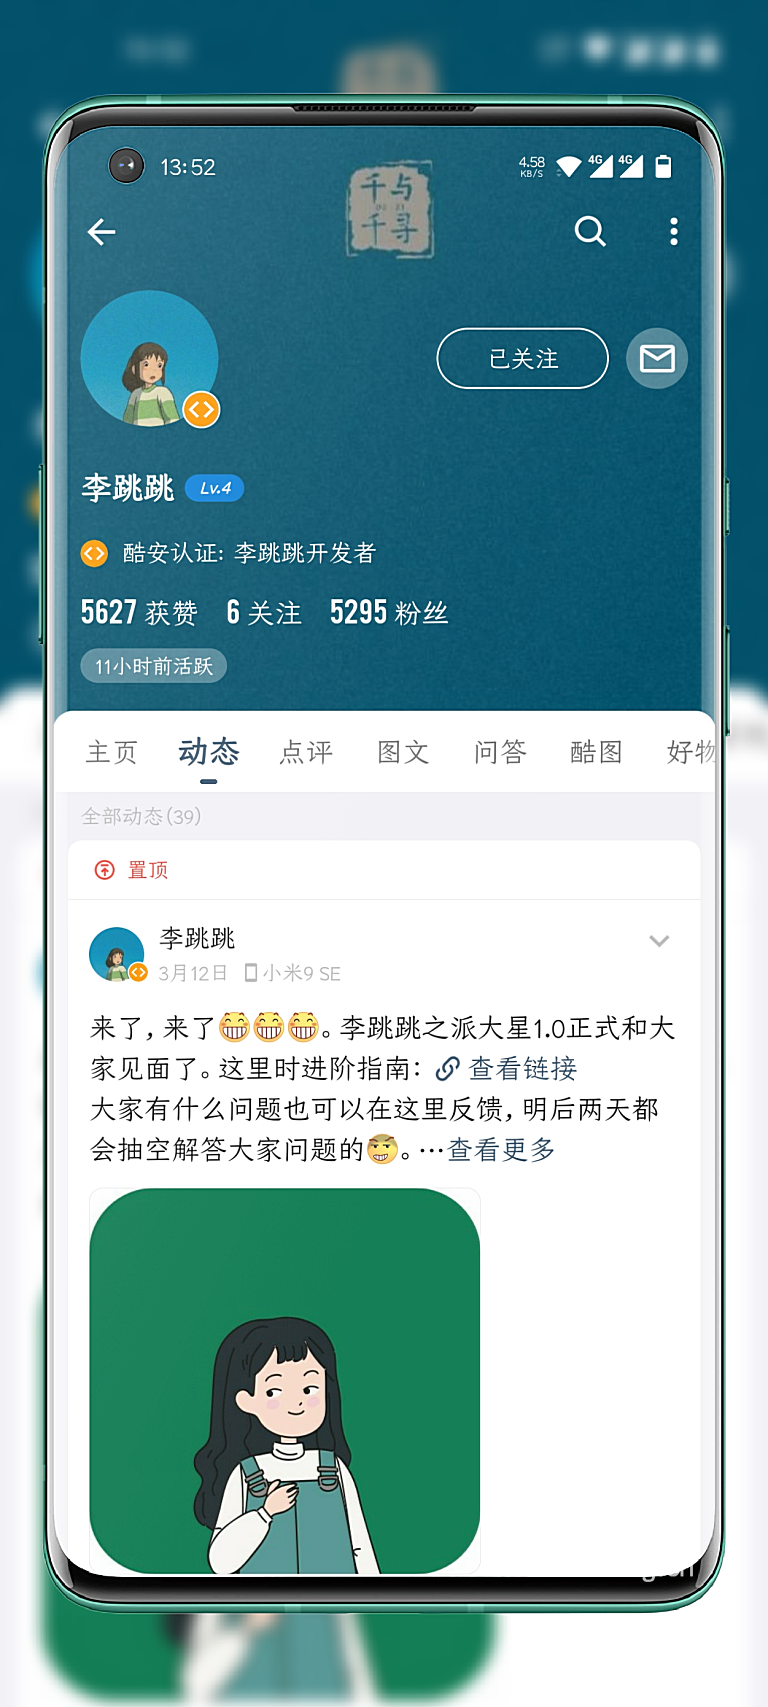 13:52
4.58
KB/S
4G
4G
千与
千寻
已关注
李跳跳 Lv.4
酷安认证: 李跳跳开发者
5627 获赞 6 关注 5295 粉丝
11小时前活跃
主页 动态 点评 图文 问答 酷图 好物
全部动态(39)
置顶
李跳跳
3月12日 小米9 SE
来了, 来了。李跳跳之派大星1.0正式和大
家见面了。这里时进阶指南: 查看链接
大家有什么问题也可以在这里反馈, 明后两天都
会抽空解答大家问题的。…查看更多